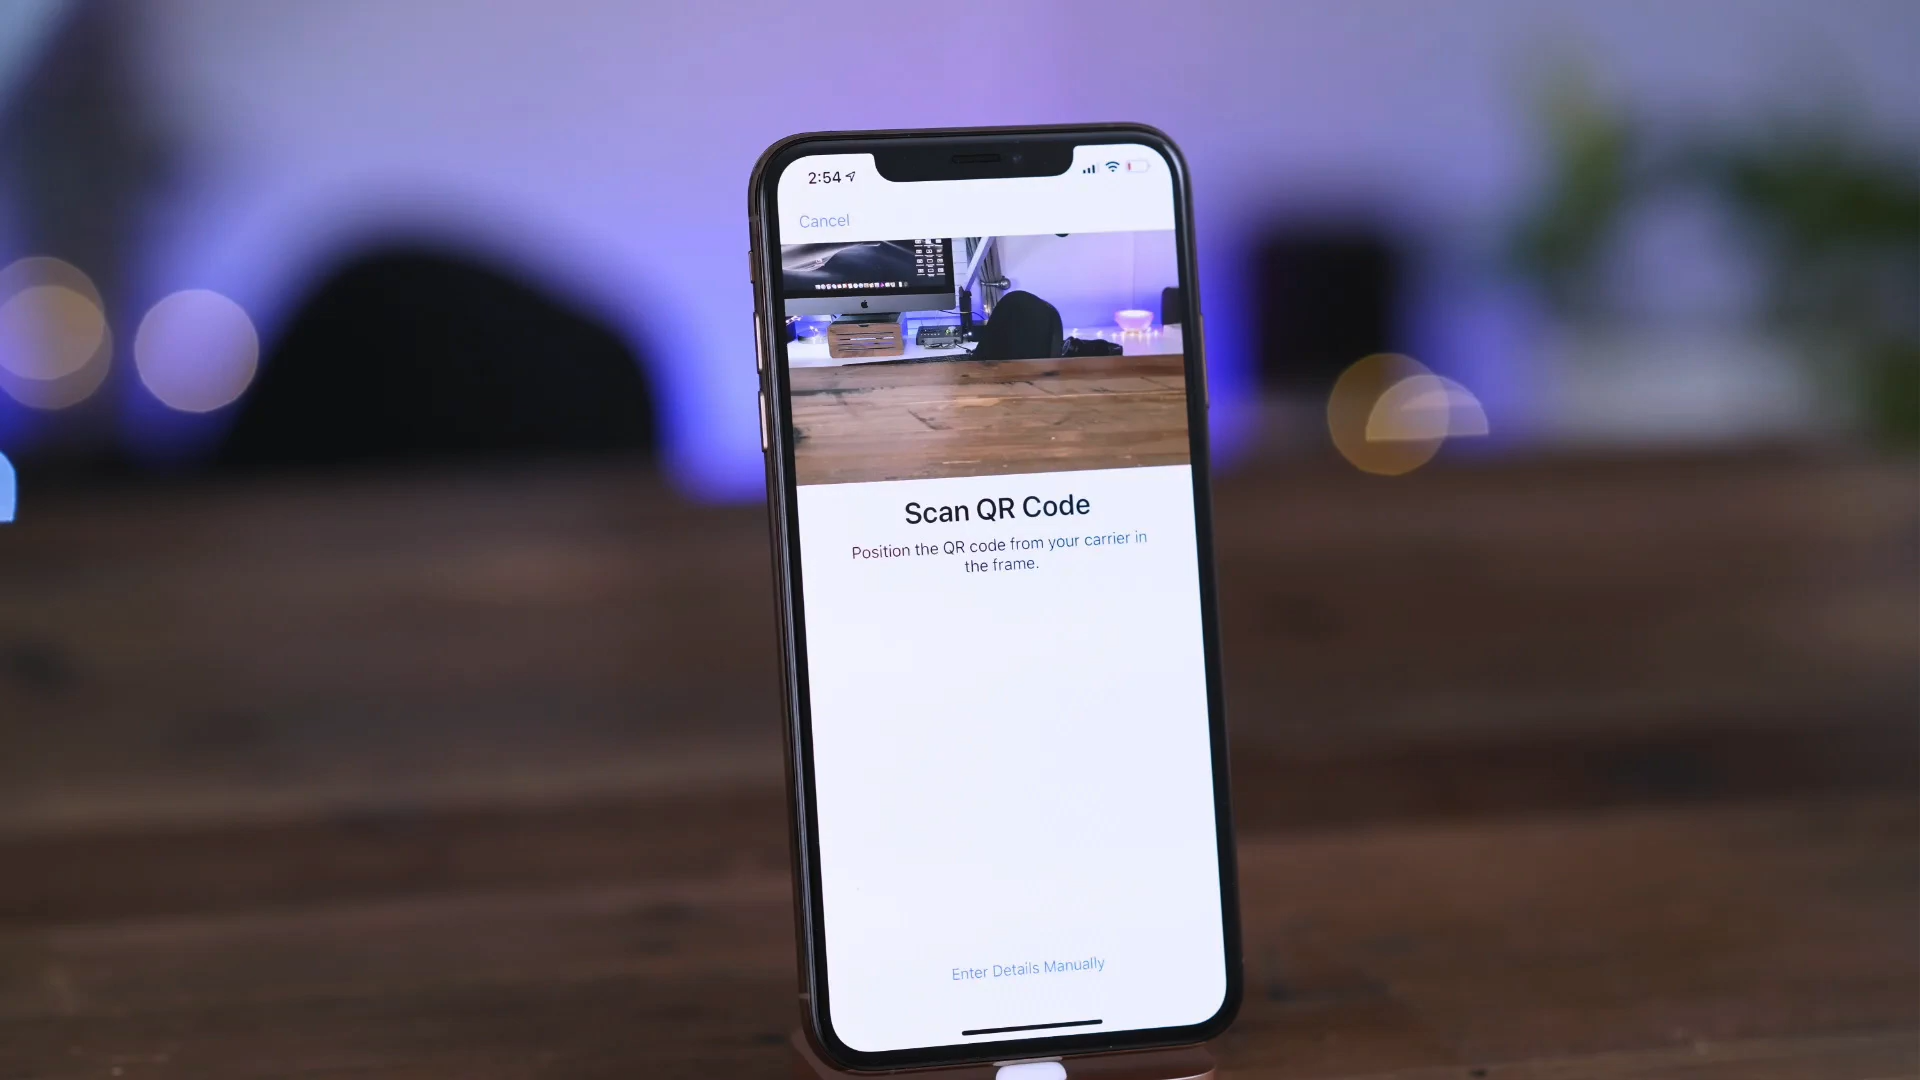 2:54
Cancel
Scan QR Code
Position the QR code from your carrier in
the frame.
Enter Details Manually